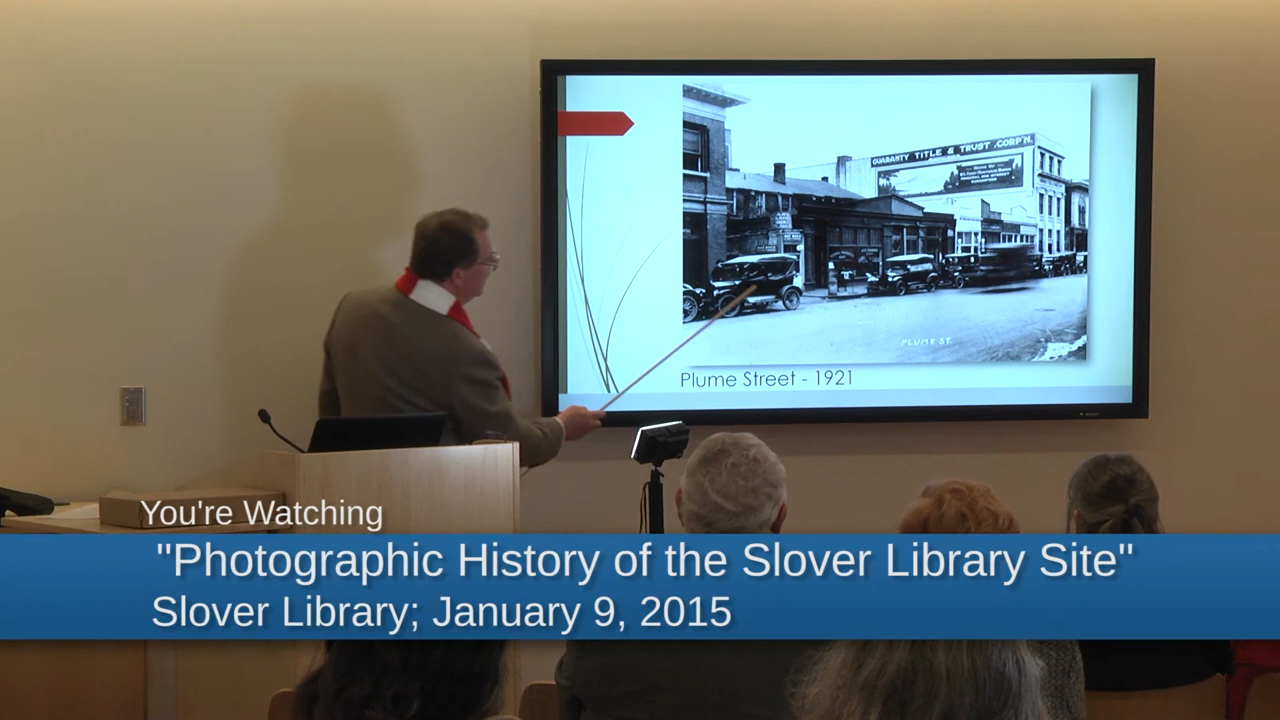 GUARANTY TITLE & TRUST CORP'N.
PLUME ST.
Plume Street - 1921
You're Watching
"Photographic History of the Slover Library Site"
Slover Library; January 9, 2015